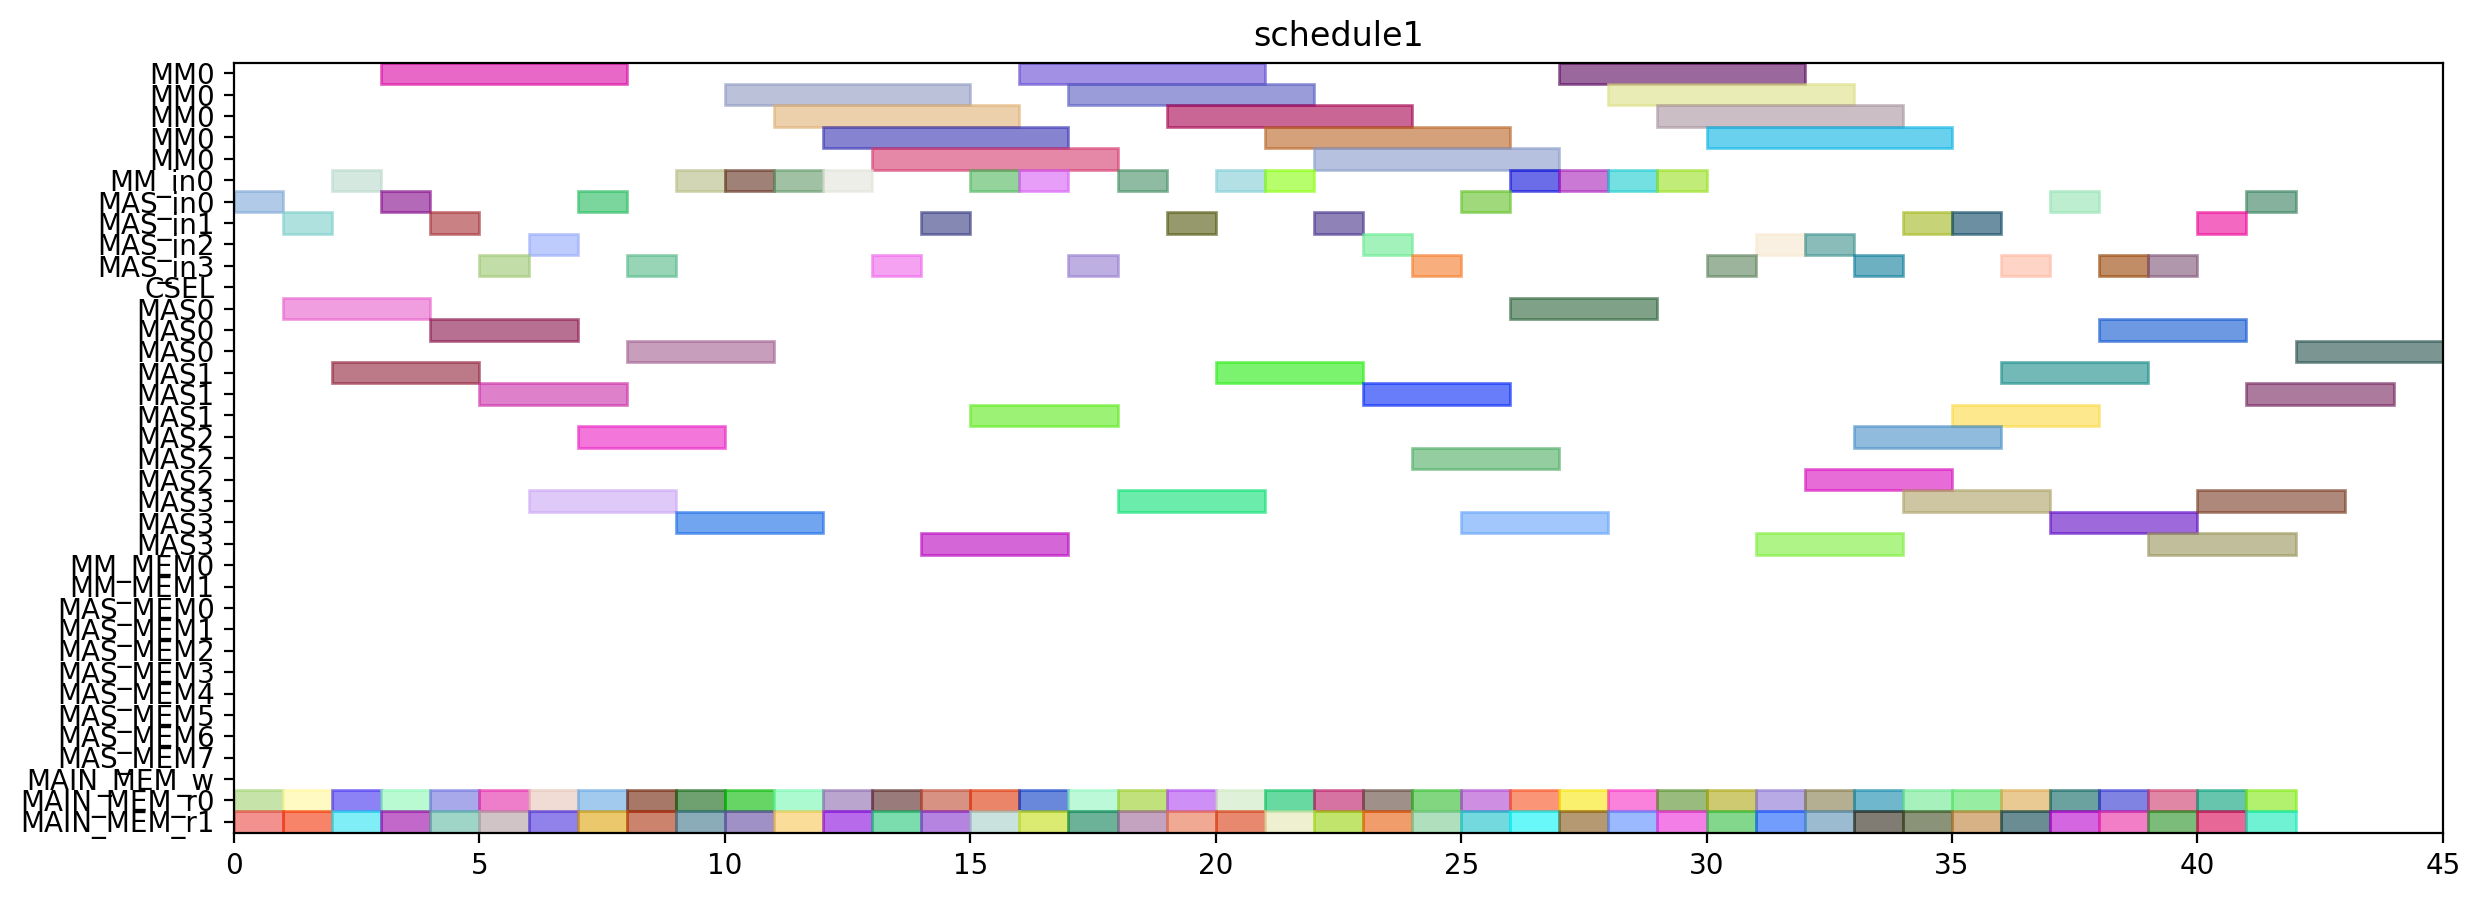 schedule1
MM0
MM0
MM0
MM0
MM0
MM_in0
MAS_in0
MAS_in1
MAS_in2
MAS_in3
CSEL
MAS0
MAS0
MAS0
MAS1
MAS1
MAS1
MAS2
MAS2
MAS2
MAS3
MAS3
MAS3
MM_MEM0
MM_MEM1
MAS_MEM0
MAS_MEM1
MAS_MEM2
MAS_MEM3
MAS_MEM4
MAS_MEM5
MAS_MEM6
MAS_MEM7
MAIN_MEM_w
MAIN_MEM_r0
MAIN_MEM_r1
0 5 10 15 20 25 30 35 40 45